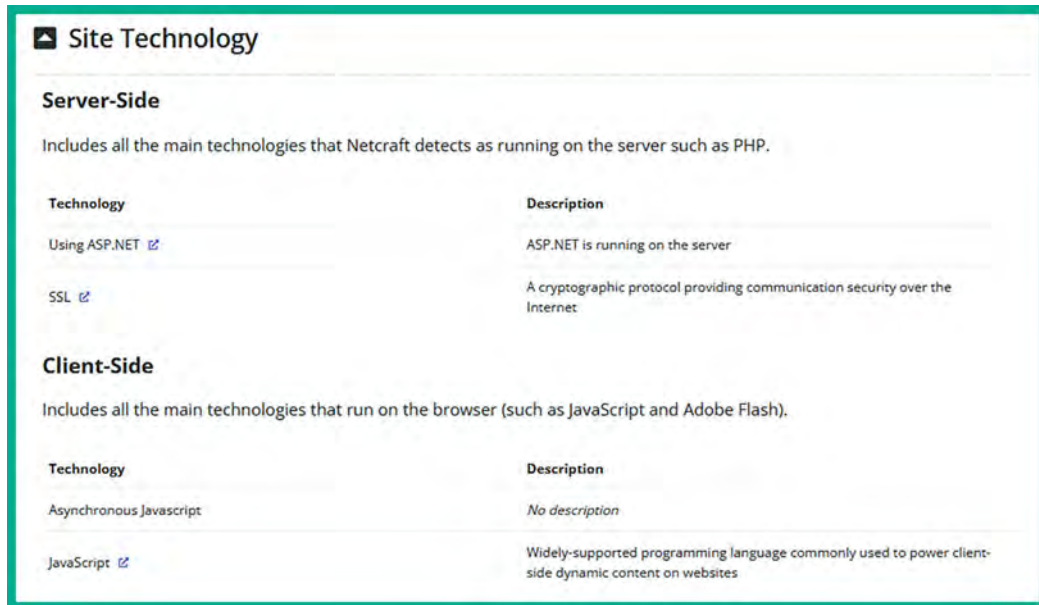 Site Technology
Server-Side
Includes all the main technologies that Netcraft detects as running on the server such as PHP.
Technology Description
Using ASP.NET ASP.NET is running on the server
SSL A cryptographic protocol providing communication security over the
Internet
Client-Side
Includes all the main technologies that run on the browser (such as JavaScript and Adobe Flash).
Technology Description
Asynchronous Javascript No description
JavaScript Widely-supported programming language commonly used to power client-
side dynamic content on websites